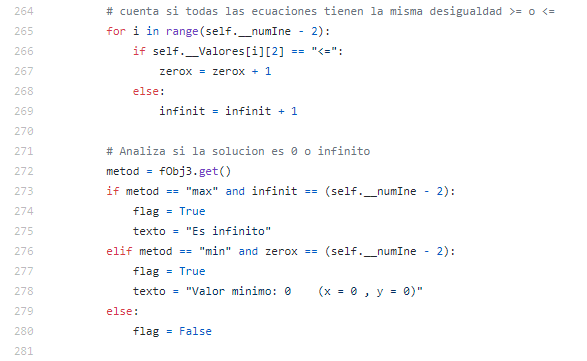 264 # cuenta si todas las ecuaciones tienen la misma desigualdad >= o <=
265 for i in range(self.__numIne - 2):
266 if self.__Valores[i][2] == "<=":
267 zerox = zerox + 1
268 else:
269 infinit = infinit + 1
270
271 # Analiza si la solucion es 0 o infinito
272 metod = fObj3.get()
273 if metod == "max" and infinit == (self.__numIne - 2):
274 flag = True
275 texto = "Es infinito"
276 elif metod == "min" and zerox == (self.__numIne - 2):
277 flag = True
278 texto = "Valor minimo: 0    (x = 0 , y = 0)"
279 else:
280 flag = False
281